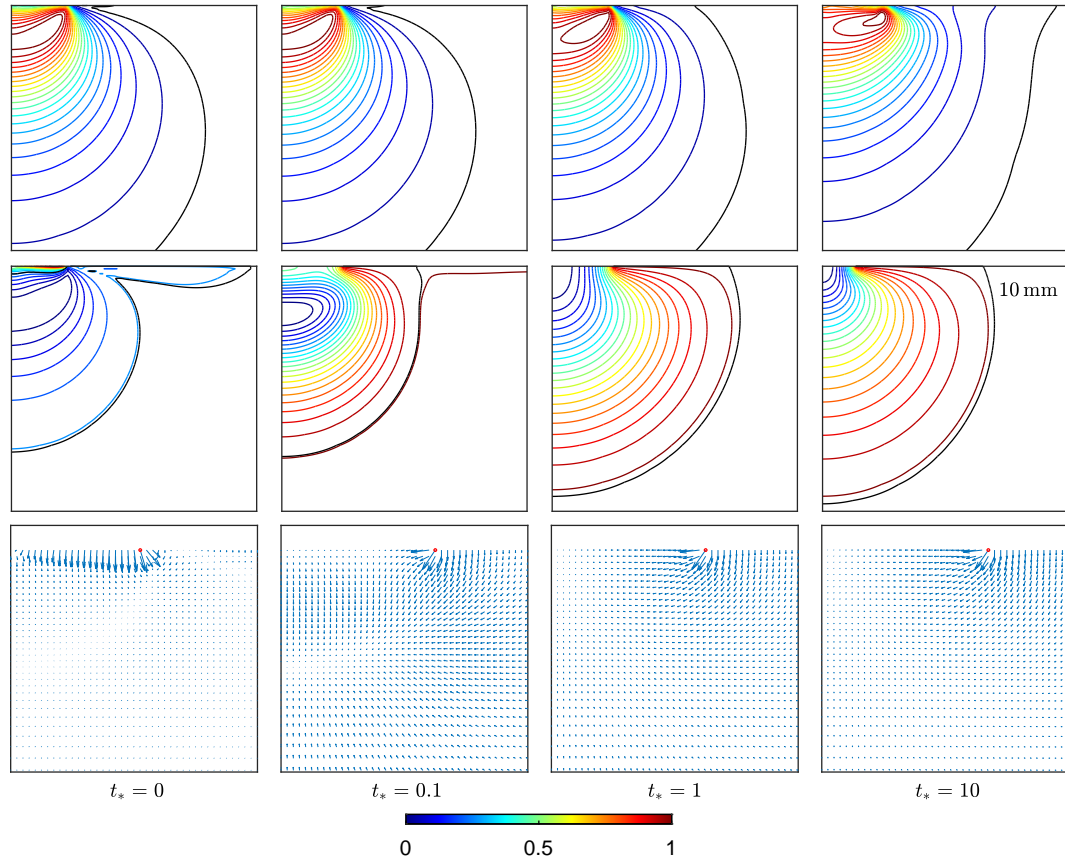 10 mm
t* = 0
t* = 0.1
t* = 1
t* = 10
0
0.5
1